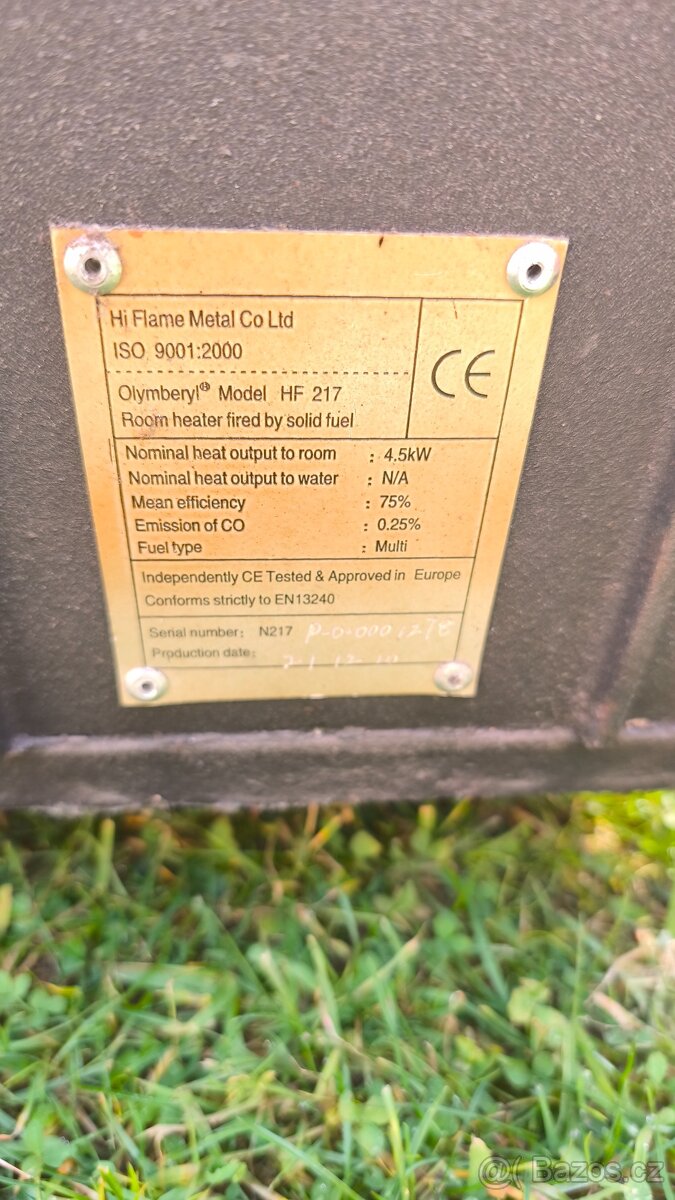 Hi Flame Metal Co Ltd
ISO 9001:2000
CE
Olymberyl® Model HF 217
Room heater fired by solid fuel
Nominal heat output to room : 4.5kW
Nominal heat output to water : N/A
Mean efficiency : 75%
Emission of CO : 0.25%
Fuel type : Multi
Independently CE Tested & Approved in Europe
Conforms strictly to EN13240
Serial number: N217
Production date:
Bazos.cz